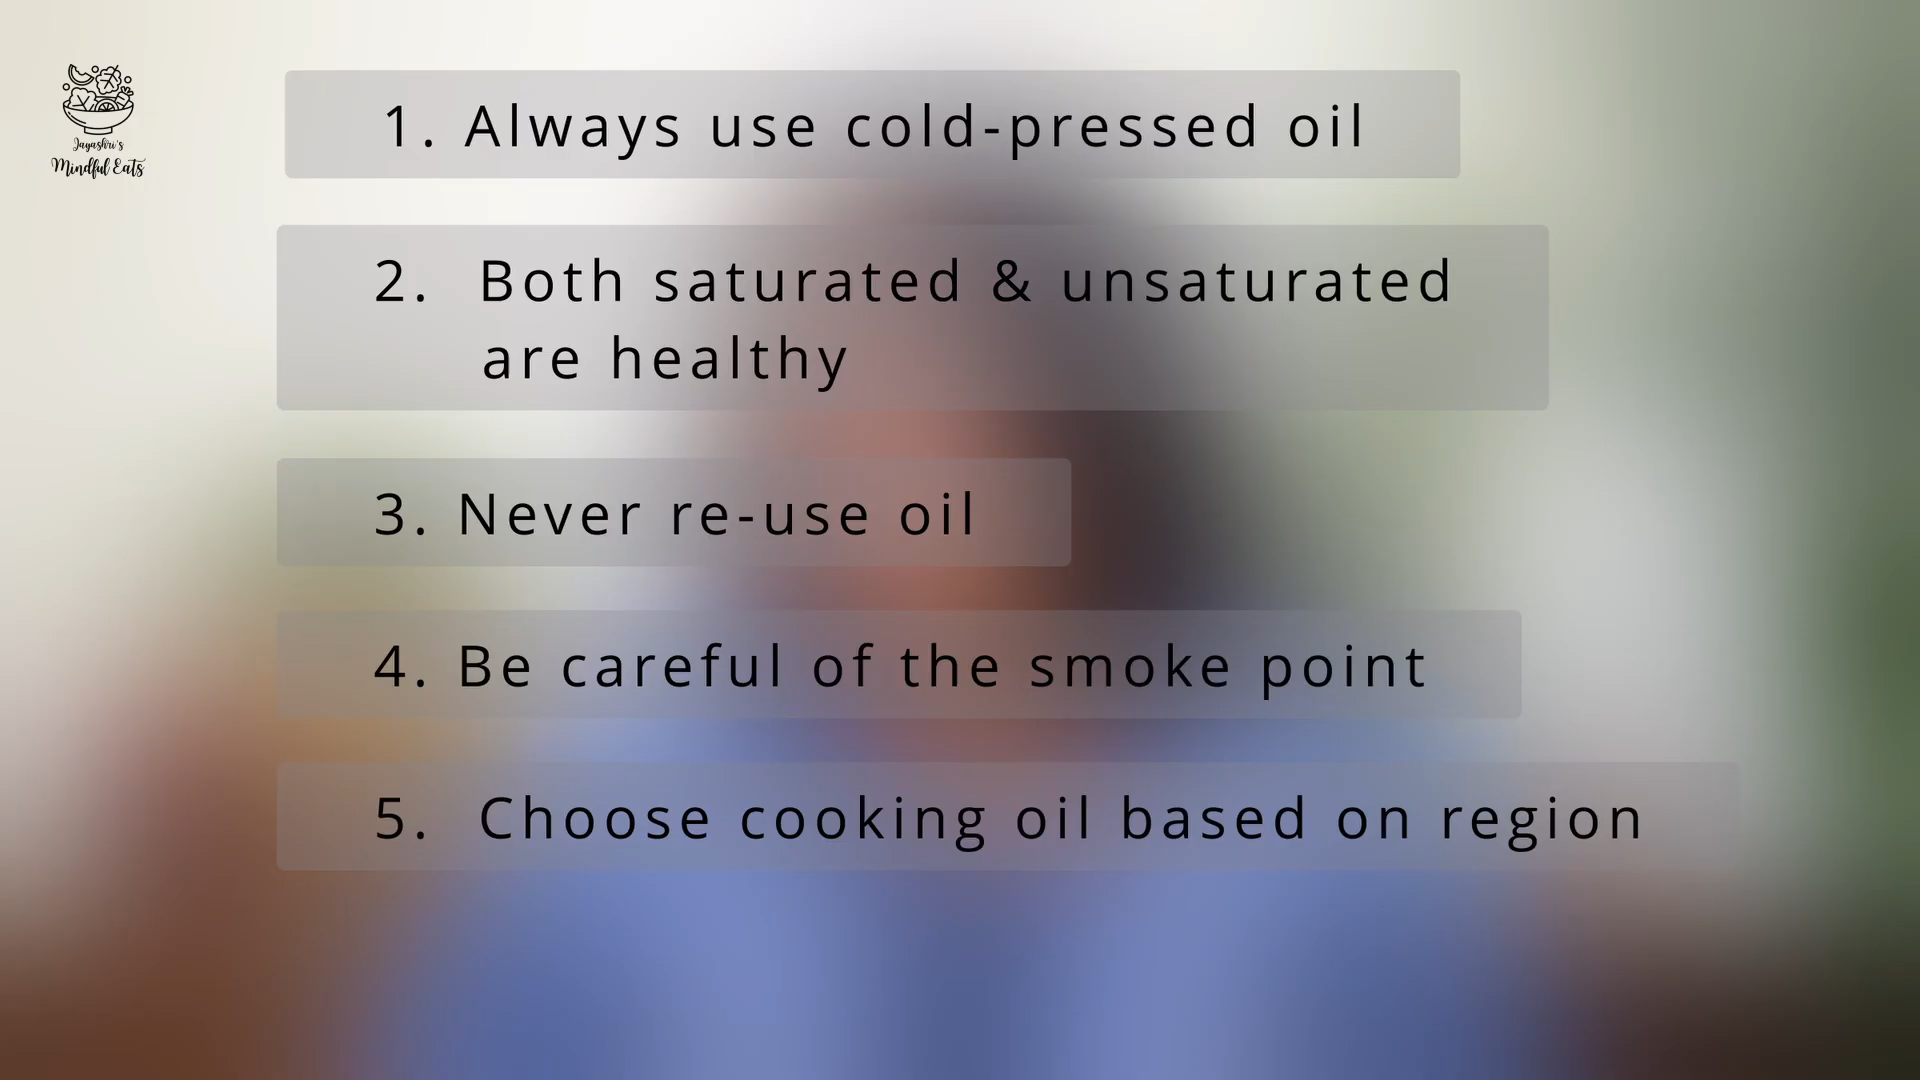 Jayashri's
Mindful Eats
1. Always use cold-pressed oil
2. Both saturated & unsaturated
are healthy
3. Never re-use oil
4. Be careful of the smoke point
5. Choose cooking oil based on region